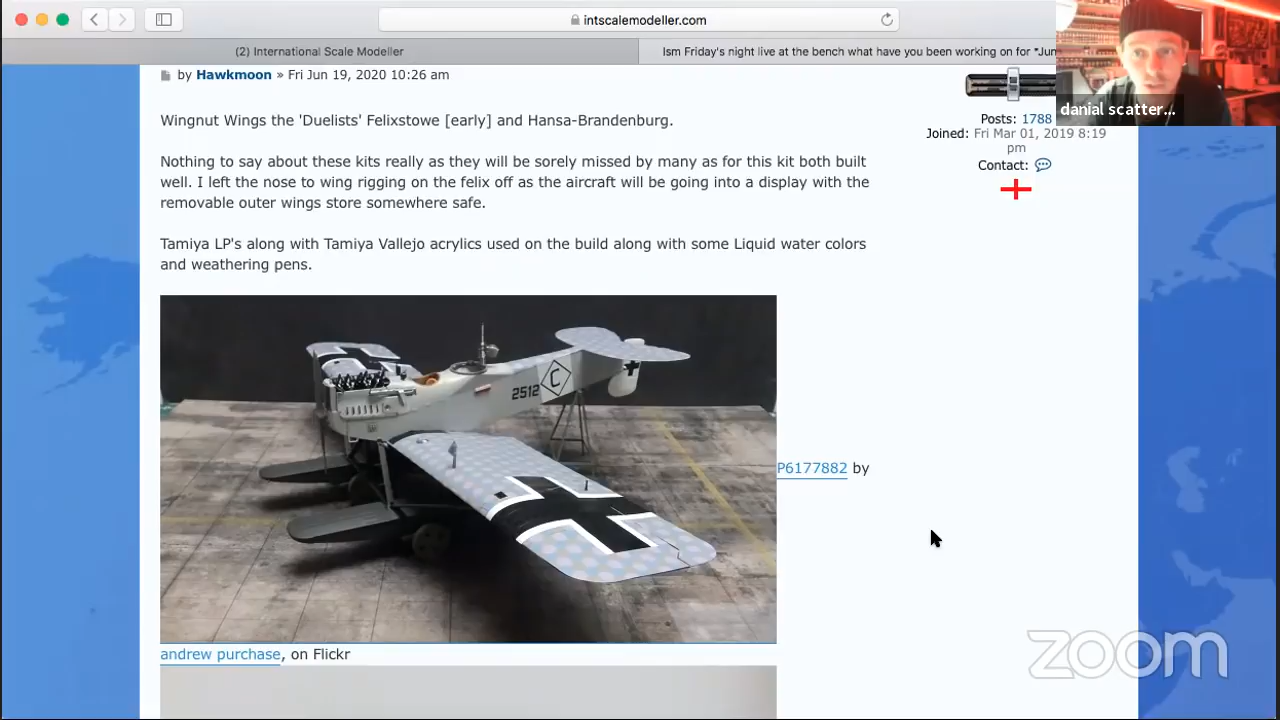 intscalemodeller.com
(2) International Scale Modeller
Ism Friday's night live at the bench what have you been working on for "Jun
by Hawkmoon » Fri Jun 19, 2020 10:26 am
danial scatter...
Posts: 1788
Joined: Fri Mar 01, 2019 8:19
pm
Contact:
Wingnut Wings the 'Duelists' Felixstowe [early] and Hansa-Brandenburg.
Nothing to say about these kits really as they will be sorely missed by many as for this kit both built
well. I left the nose to wing rigging on the felix off as the aircraft will be going into a display with the
removable outer wings store somewhere safe.
Tamiya LP's along with Tamiya Vallejo acrylics used on the build along with some Liquid water colors
and weathering pens.
2512
C
P6177882 by
andrew purchase, on Flickr
zoom